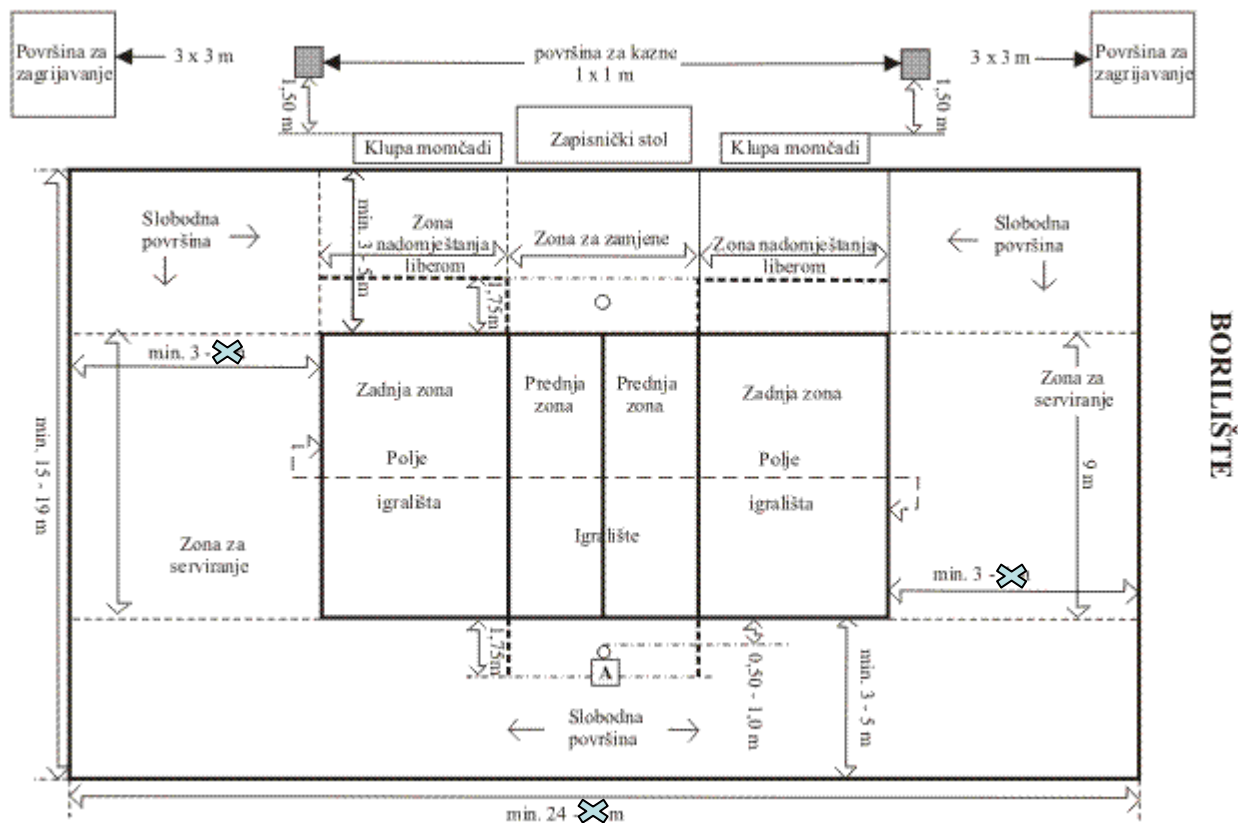 Površina za
zagrijavanje
3 x 3 m
površina za kazne
1 x 1 m
3 x 3 m
Površina za
zagrijavanje
1,50 m
1,50 m
Klupa momčadi
Zapisnički stol
Klupa momčadi
Slobodna
površina
min. 3 - 5m
Zona
nadomještanja
liberom
Zona za zamjene
Zona nadomještanja
liberom
Slobodna
površina
1,75m
min. 3 -
Zadnja zona
Prednja
zona
Prednja
zona
Zadnja zona
Zona za
serviranje
BORILIŠTE
min. 15 - 19 m
Polje
igrališta
Polje
igrališta
9 m
Igralište
Zona za
serviranje
min. 3 -
1,75m
A
0,50 - 1,0 m
min. 3 - 5 m
Slobodna
površina
min. 24 - m